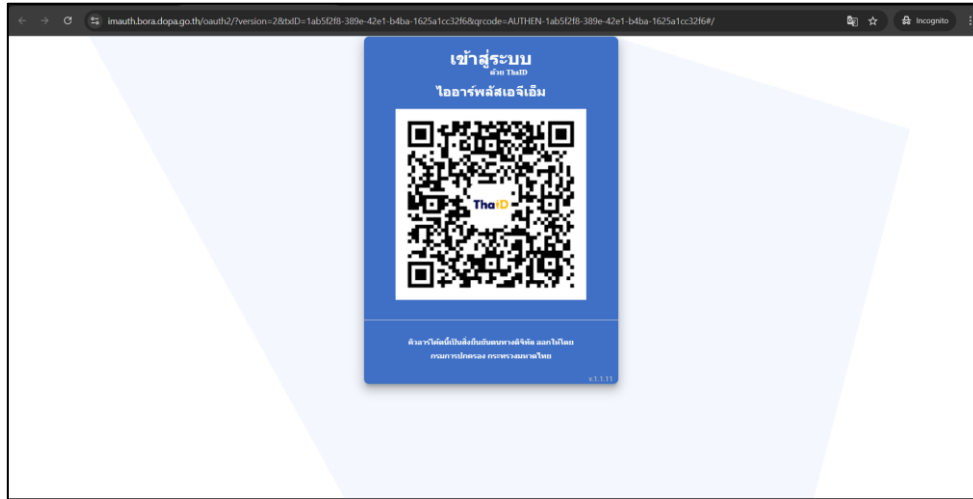 imauth.bora.dopa.go.th/oauth2/?version=2&txID=1ab5f2f8-389e-42e1-b4ba-1625a1cc32f6&qrcode=AUTHEN-1ab5f2f8-389e-42e1-b4ba-1625a1cc32f6#/
Incognito
เข้าสู่ระบบ
ด้วย ThaID
ไออาร์พลัสเอจีเอ็ม
ThaiD
คิวอาร์โค้ดนี้เป็นสิ่งยืนยันตนทางดิจิทัล ออกให้โดย
กรมการปกครอง กระทรวงมหาดไทย
v.1.1.11